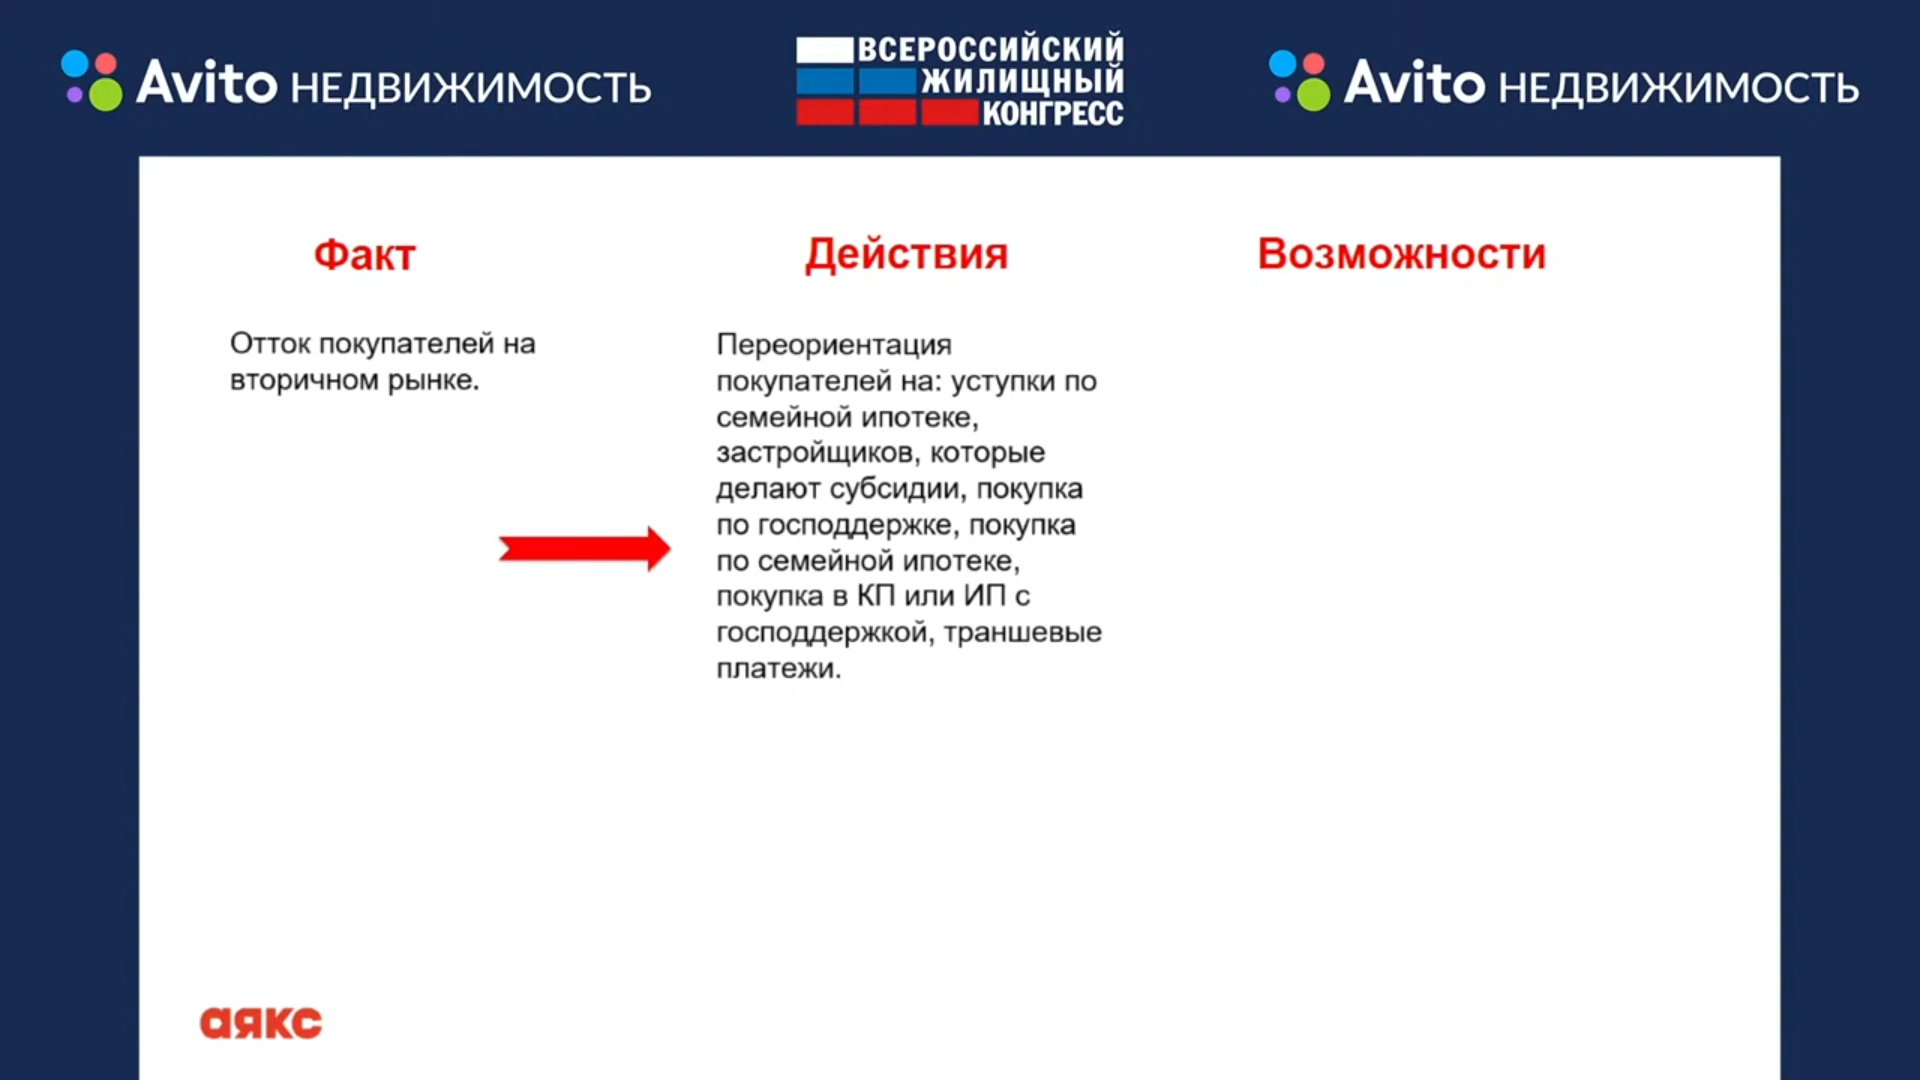 Avito НЕДВИЖИМОСТЬ
ВСЕРОССИЙСКИЙ
ЖИЛИЩНЫЙ
КОНГРЕСС
Avito НЕДВИЖИМОСТЬ
Факт
Действия
Возможности
Отток покупателей на
вторичном рынке.
Переориентация
покупателей на: уступки по
семейной ипотеке,
застройщиков, которые
делают субсидии, покупка
по господдержке, покупка
по семейной ипотеке,
покупка в КП или ИП с
господдержкой, траншевые
платежи.
аякс